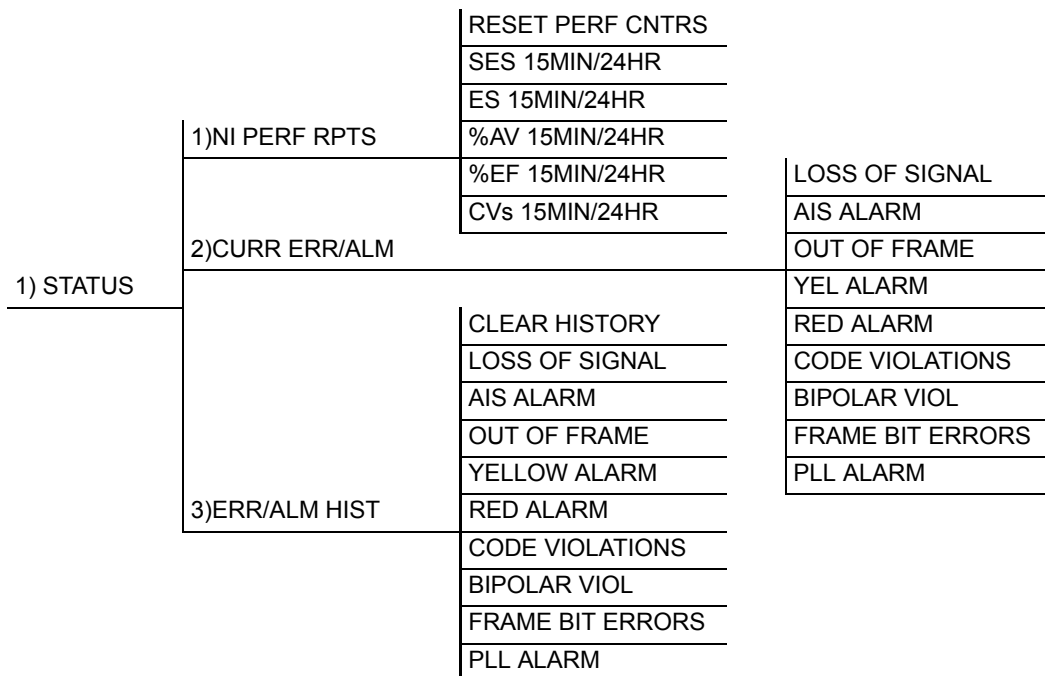 1) STATUS
1)NI PERF RPTS
RESET PERF CNTRS
SES 15MIN/24HR
ES 15MIN/24HR
%AV 15MIN/24HR
%EF 15MIN/24HR
CVs 15MIN/24HR
2)CURR ERR/ALM
LOSS OF SIGNAL
AIS ALARM
OUT OF FRAME
YEL ALARM
RED ALARM
CODE VIOLATIONS
BIPOLAR VIOL
FRAME BIT ERRORS
PLL ALARM
3)ERR/ALM HIST
CLEAR HISTORY
LOSS OF SIGNAL
AIS ALARM
OUT OF FRAME
YELLOW ALARM
RED ALARM
CODE VIOLATIONS
BIPOLAR VIOL
FRAME BIT ERRORS
PLL ALARM